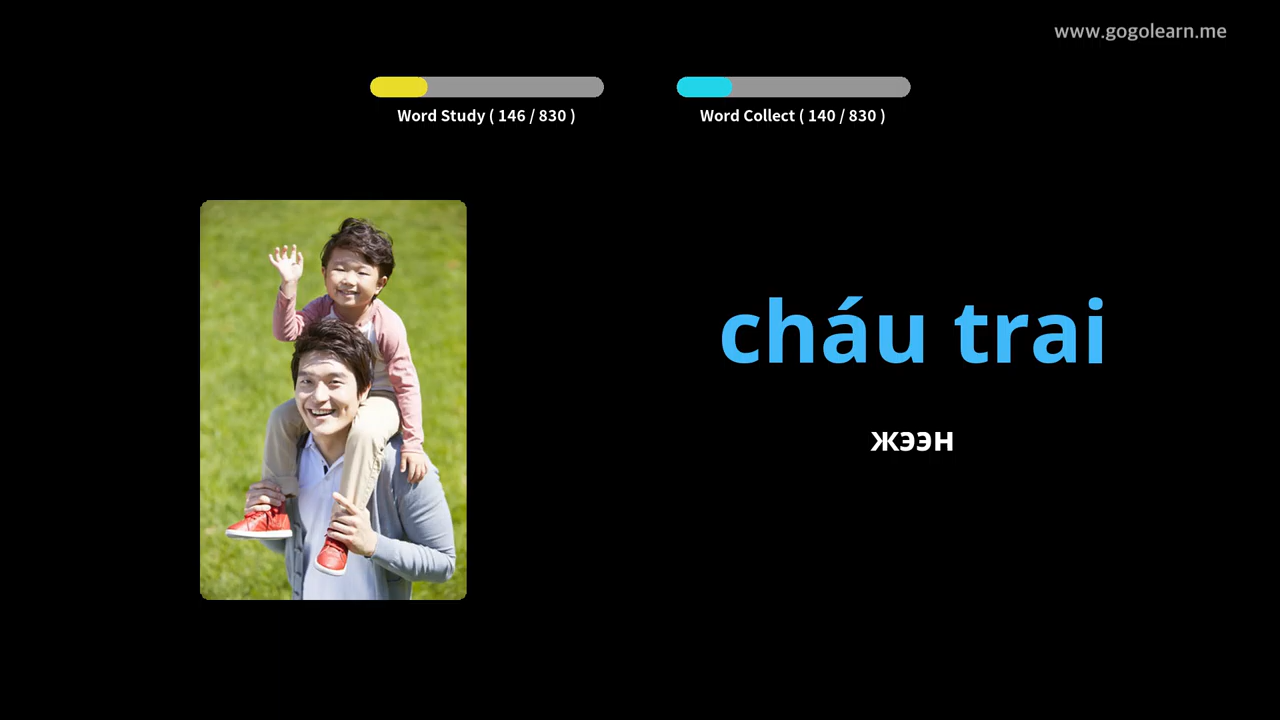 www.gogolearn.me
Word Study ( 146 / 830 )
Word Collect ( 140 / 830 )
cháu trai
жээн